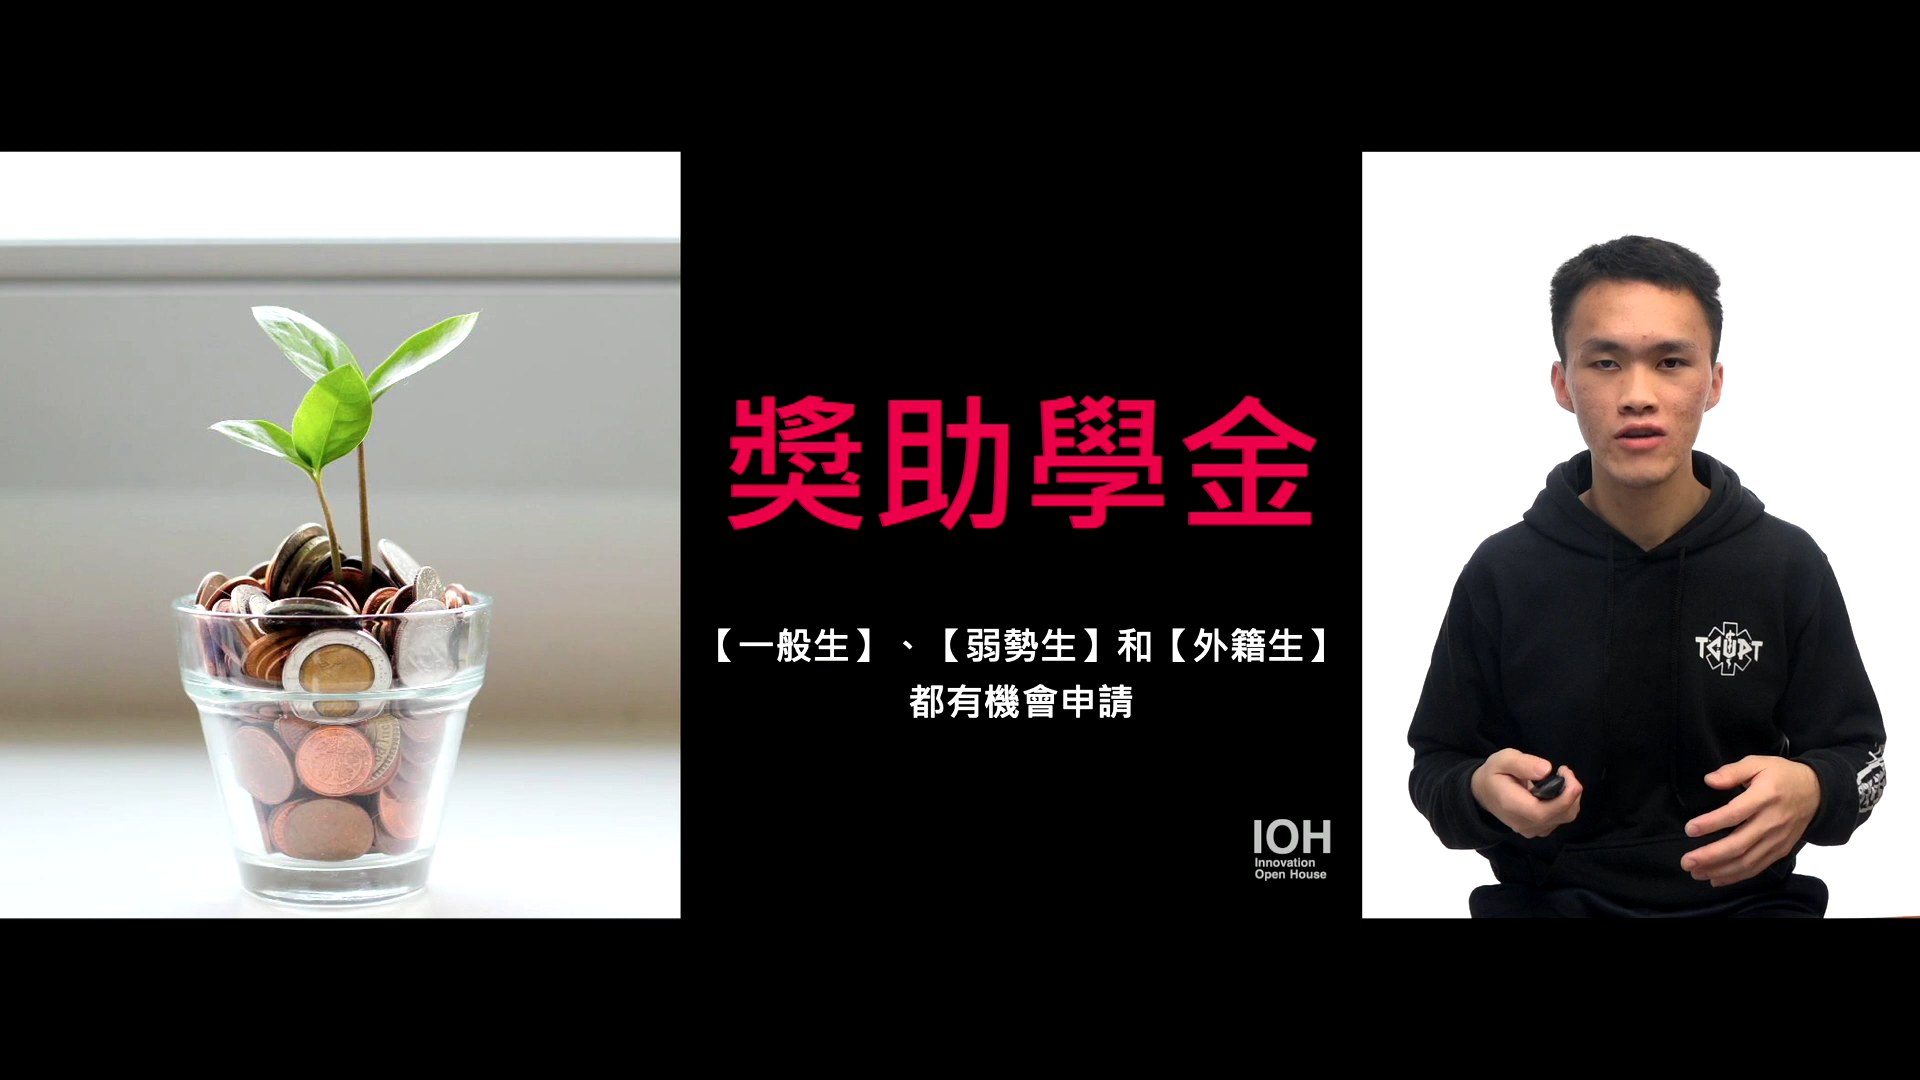 獎助學金
【一般生】、【弱勢生】和【外籍生】
都有機會申請
IOH
Innovation
Open House
TCUPT